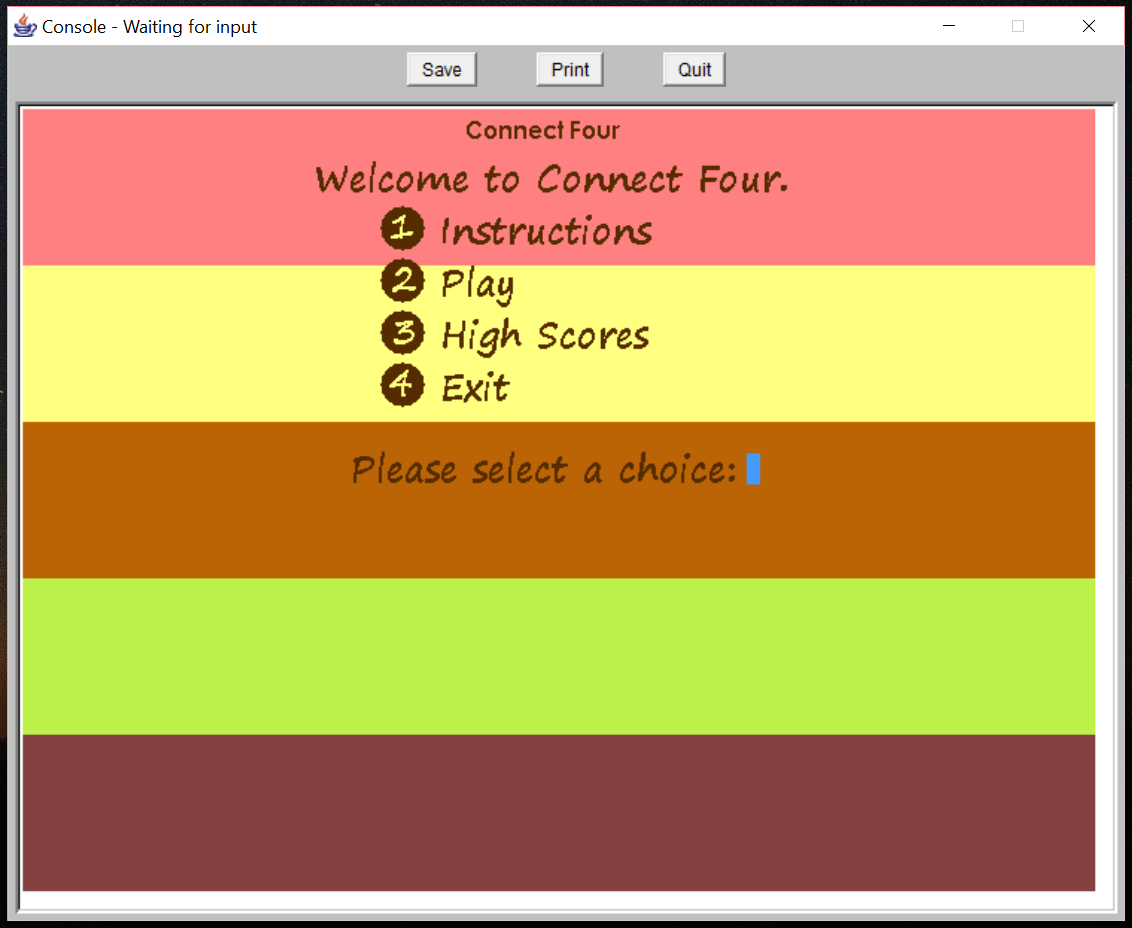 Console - Waiting for input
Save Print Quit
Connect Four
Welcome to Connect Four.
1 Instructions
2 Play
3 High Scores
4 Exit
Please select a choice: